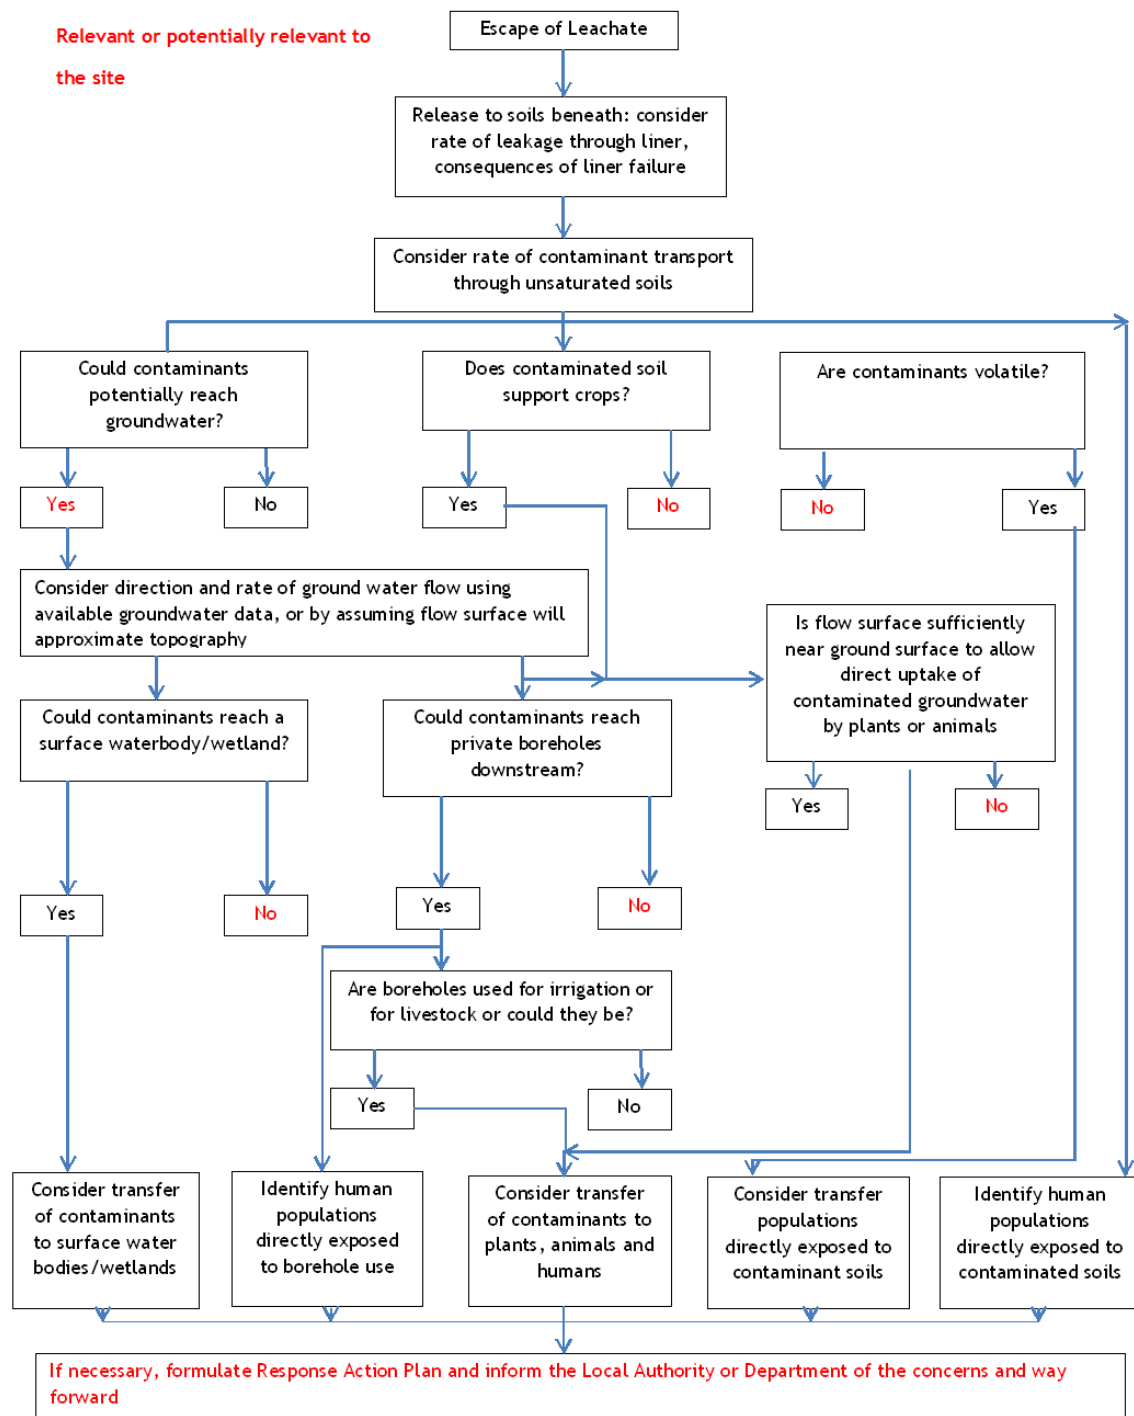 Relevant or potentially relevant to
the site
Escape of Leachate
Release to soils beneath: consider
rate of leakage through liner,
consequences of liner failure
Consider rate of contaminant transport
through unsaturated soils
Could contaminants
potentially reach
groundwater?
Does contaminated soil
support crops?
Are contaminants volatile?
Yes
No
Yes
No
No
Yes
Consider direction and rate of ground water flow using
available groundwater data, or by assuming flow surface will
approximate topography
Is flow surface sufficiently
near ground surface to allow
direct uptake of
contaminated groundwater
by plants or animals
Could contaminants reach a
surface waterbody/wetland?
Could contaminants reach
private boreholes
downstream?
Yes
No
Yes
No
Yes
No
Are boreholes used for irrigation or
for livestock or could they be?
Yes
No
Consider transfer
of contaminants
to surface water
bodies/wetlands
Identify human
populations
directly exposed
to borehole use
Consider transfer
of contaminants to
plants, animals and
humans
Consider transfer
populations
directly exposed to
contaminant soils
Identify human
populations
directly exposed to
contaminated soils
If necessary, formulate Response Action Plan and inform the Local Authority or Department of the concerns and way
forward